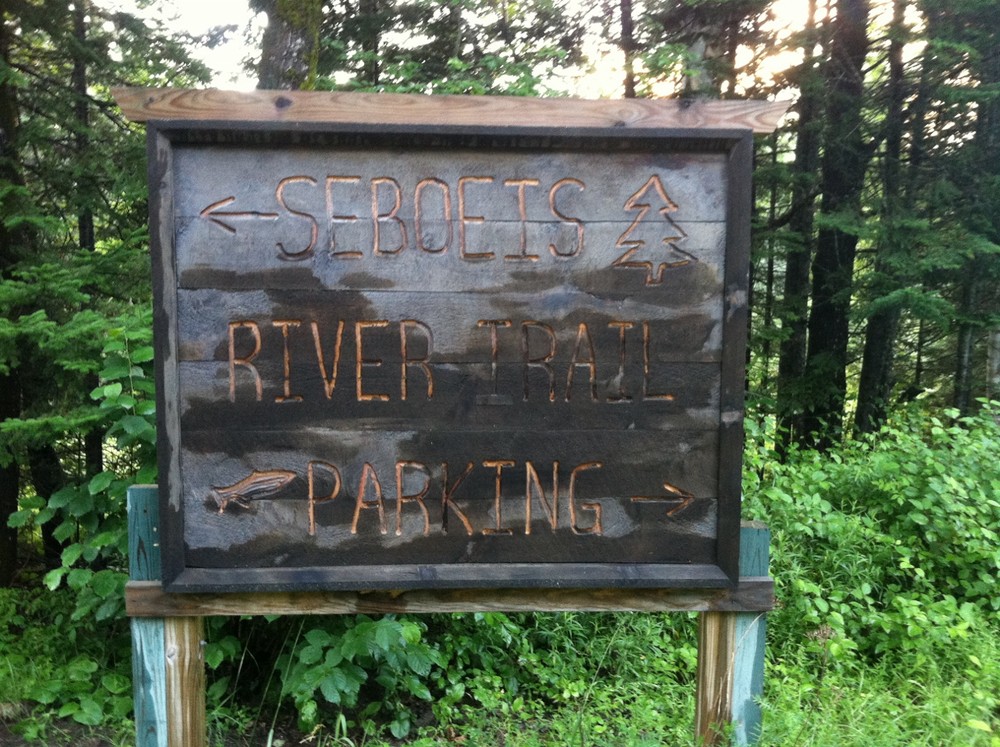 ← SEBOEIS
RIVER TRAIL
PARKING →